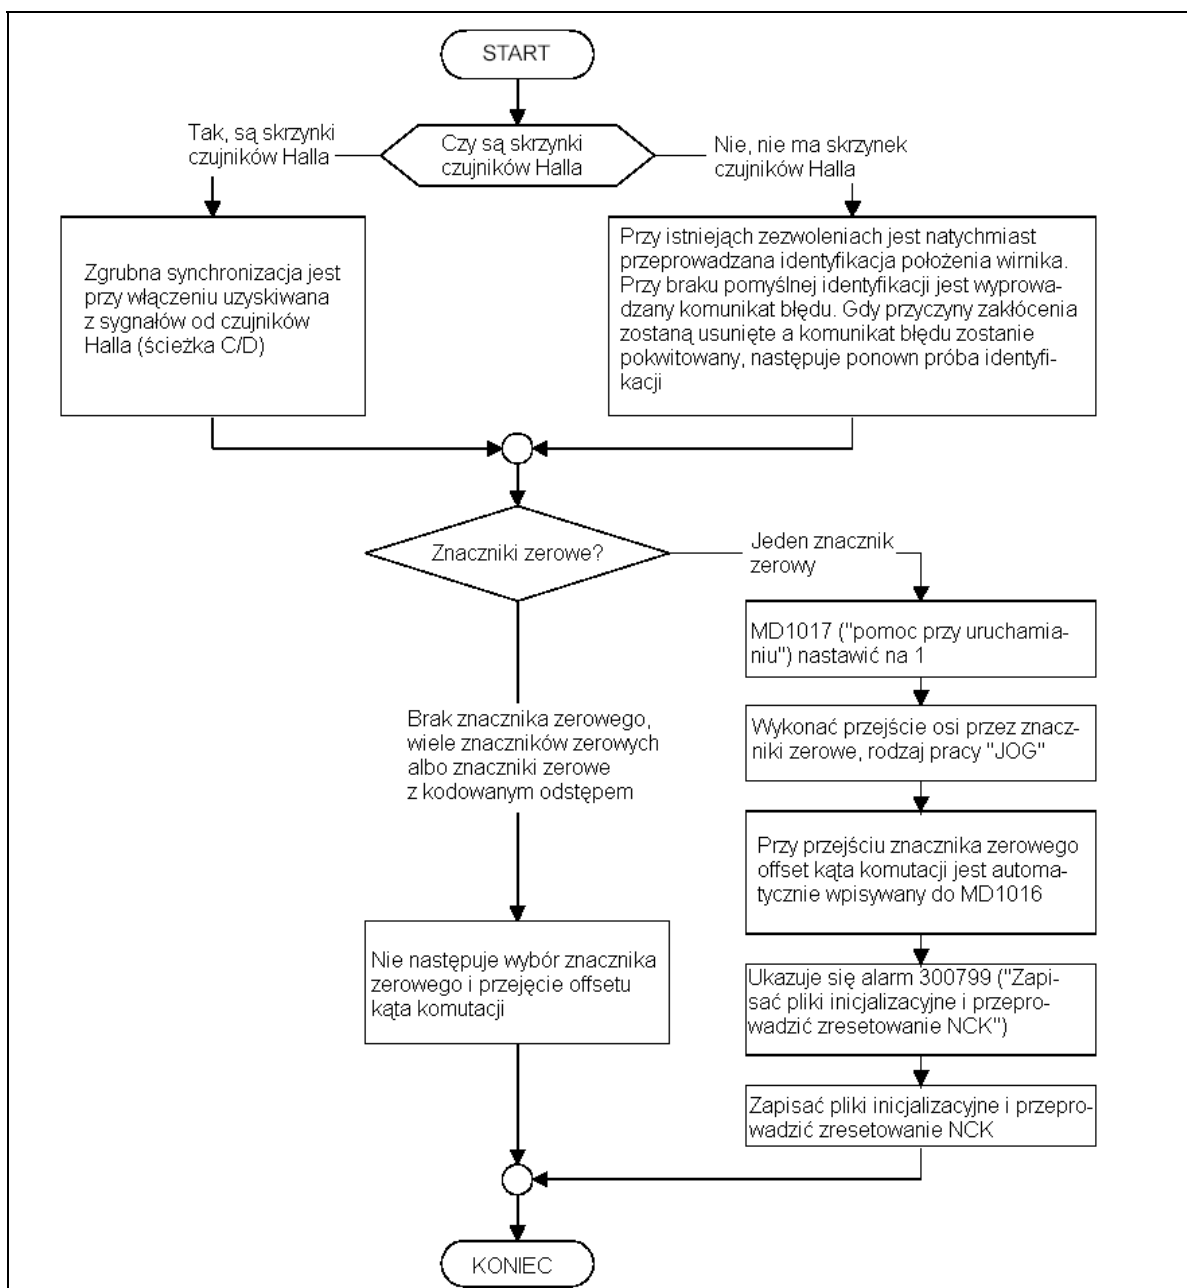 START
Czy są skrzynki
czujników Halla
Tak, są skrzynki
czujników Halla
Nie, nie ma skrzynek
czujników Halla
Zgrubna synchronizacja jest
przy włączeniu uzyskiwana
z sygnałów od czujników
Halla (ścieżka C/D)
Przy istniejąch zezwoleniach jest natychmiast
przeprowadzana identyfikacja położenia wirnika.
Przy braku pomyślnej identyfikacji jest wyprowa-
dzany komunikat błędu. Gdy przyczyny zakłócenia
zostaną usunięte a komunikat błędu zostanie
pokwitowany, następuje ponown próba identyfi-
kacji
Znaczniki zerowe?
Jeden znacznik
zerowy
MD1017 ("pomoc przy uruchamia-
niu") nastawić na 1
Wykonać przejście osi przez znacz-
niki zerowe, rodzaj pracy "JOG"
Przy przejściu znacznika zerowego
offset kąta komutacji jest automa-
tycznie wpisywany do MD1016
Ukazuje się alarm 300799 ("Zapi-
sać pliki inicjalizacyjne i przepro-
wadzić zresetowanie NCK")
Zapisać pliki inicjalizacyjne i przepro-
wadzić zresetowanie NCK
Brak znacznika zerowego,
wiele znaczników zerowych
albo znaczniki zerowe
z kodowanym odstępem
Nie następuje wybór znacznika
zerowego i przejęcie offsetu
kąta komutacji
KONIEC